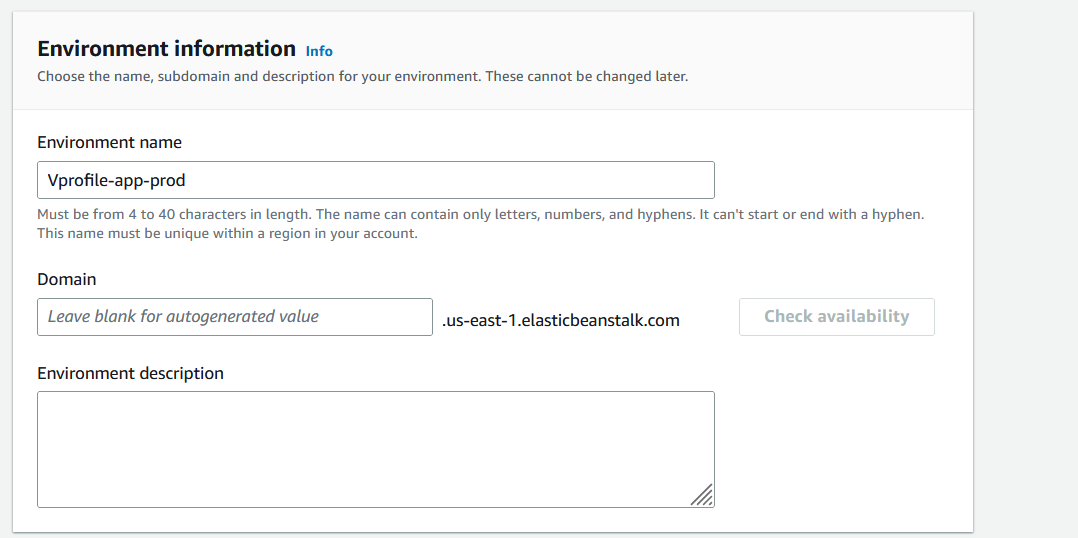 Environment information Info
Choose the name, subdomain and description for your environment. These cannot be changed later.
Environment name
Vprofile-app-prod
Must be from 4 to 40 characters in length. The name can contain only letters, numbers, and hyphens. It can't start or end with a hyphen.
This name must be unique within a region in your account.
Domain
Leave blank for autogenerated value .us-east-1.elasticbeanstalk.com Check availability
Environment description